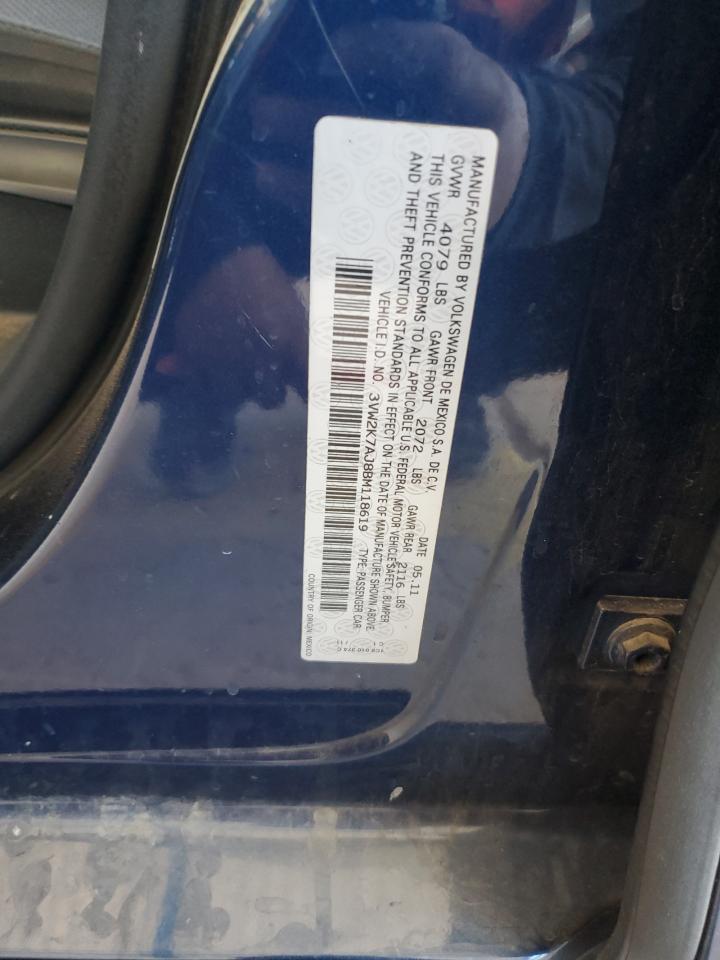 MANUFACTURED BY VOLKSWAGEN DE MEXICO S.A. DE C.V.
DATE 05.11
GVWR 4079 LBS GAWR FRONT 2072 LBS GAWR REAR 2116 LBS
THIS VEHICLE CONFORMS TO ALL APPLICABLE U.S. FEDERAL MOTOR VEHICLE SAFETY, BUMPER
AND THEFT PREVENTION STANDARDS IN EFFECT ON THE DATE OF MANUFACTURE SHOWN ABOVE.
VEHICLE I.D. NO. 3VW2K7AJ8BM118619 TYPE: PASSENGER CAR
COUNTRY OF ORIGIN: MEXICO